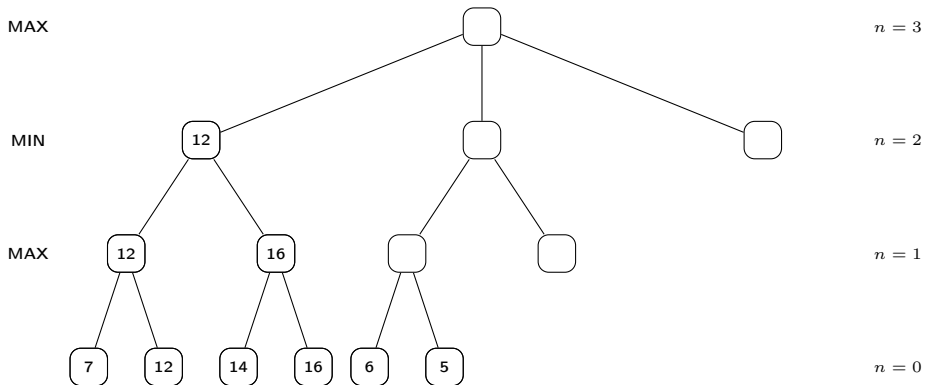 MAX n = 3
MIN 12 n = 2
MAX 12 16 n = 1
7 12 14 16 6 5 n = 0